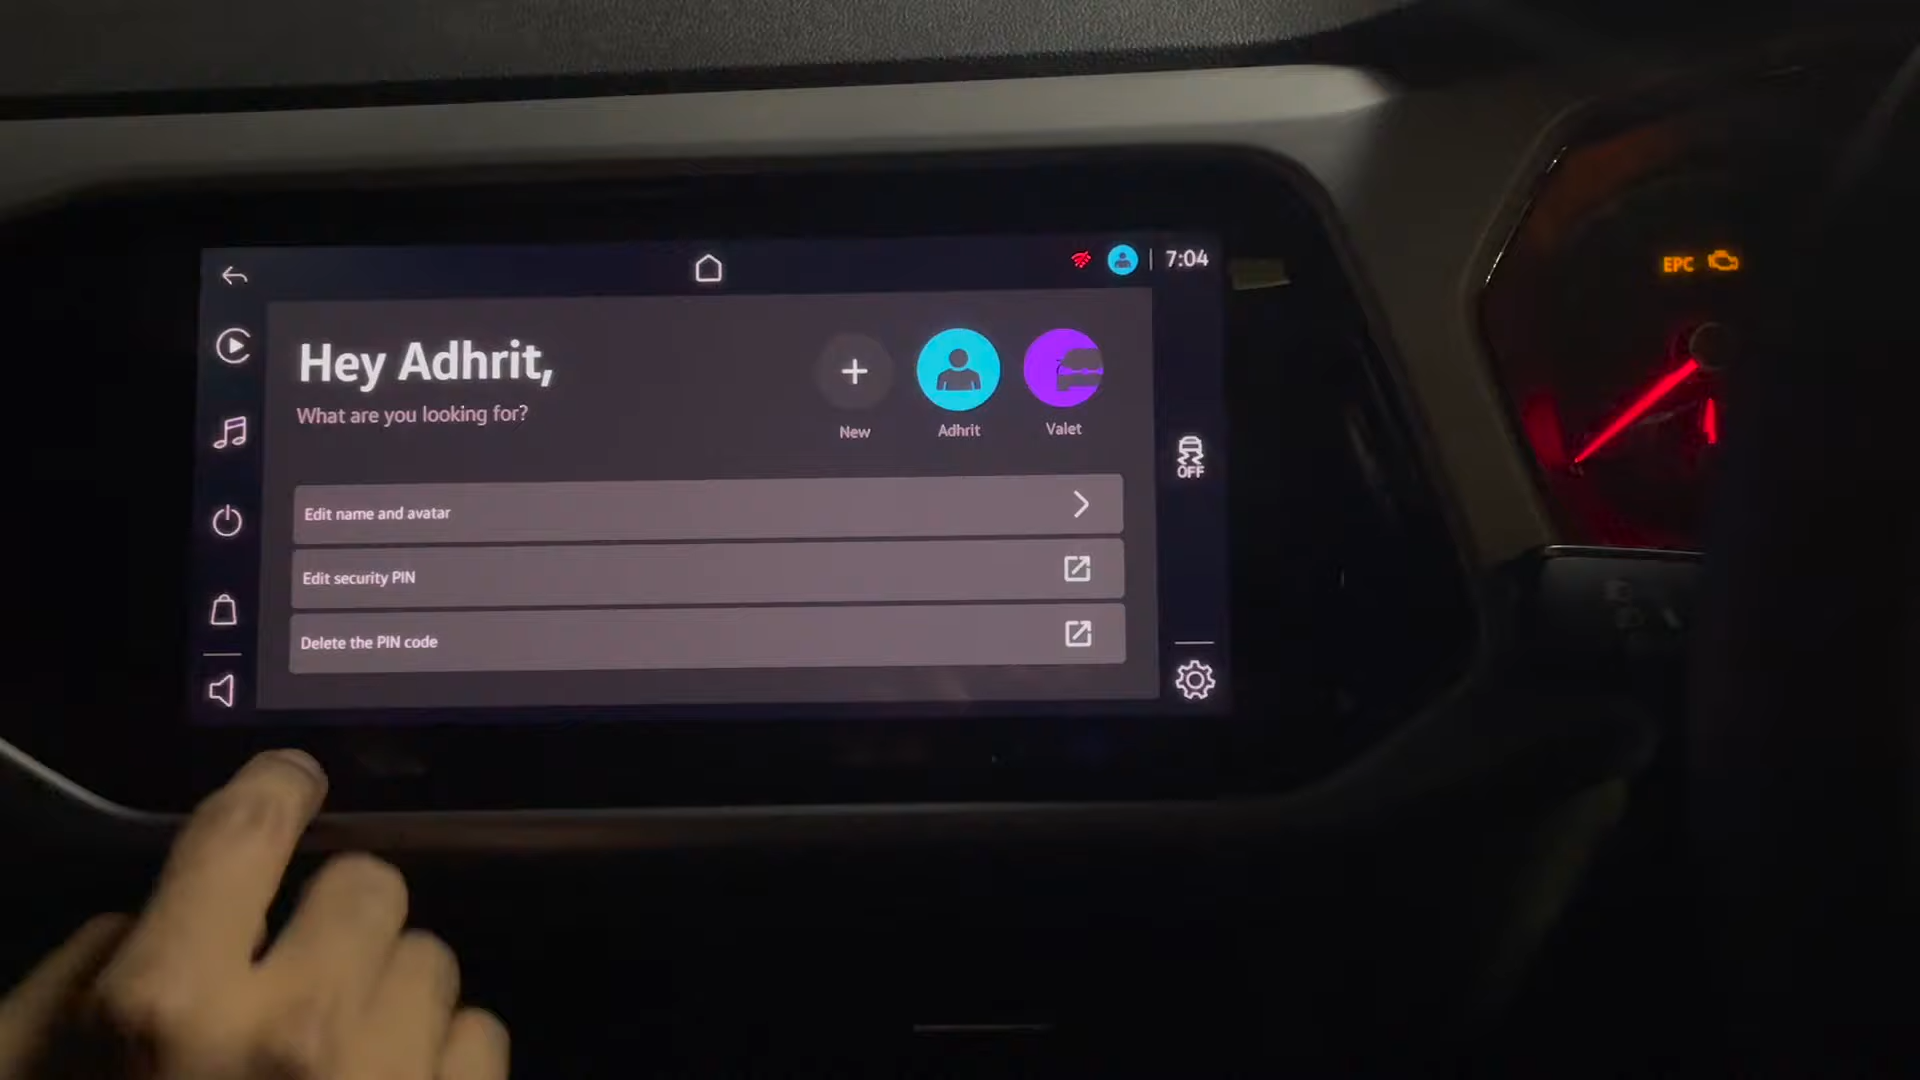 7:04
Hey Adhrit,
What are you looking for?
New
Adhrit
Valet
Edit name and avatar
Edit security PIN
Delete the PIN code
OFF
EPC